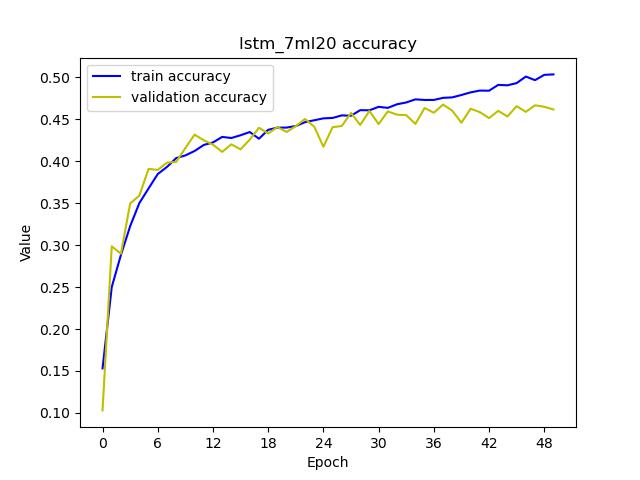 lstm_7ml20 accuracy
train accuracy
validation accuracy
0.50
0.45
0.40
0.35
0.30
0.25
0.20
0.15
0.10
Value
0 6 12 18 24 30 36 42 48
Epoch